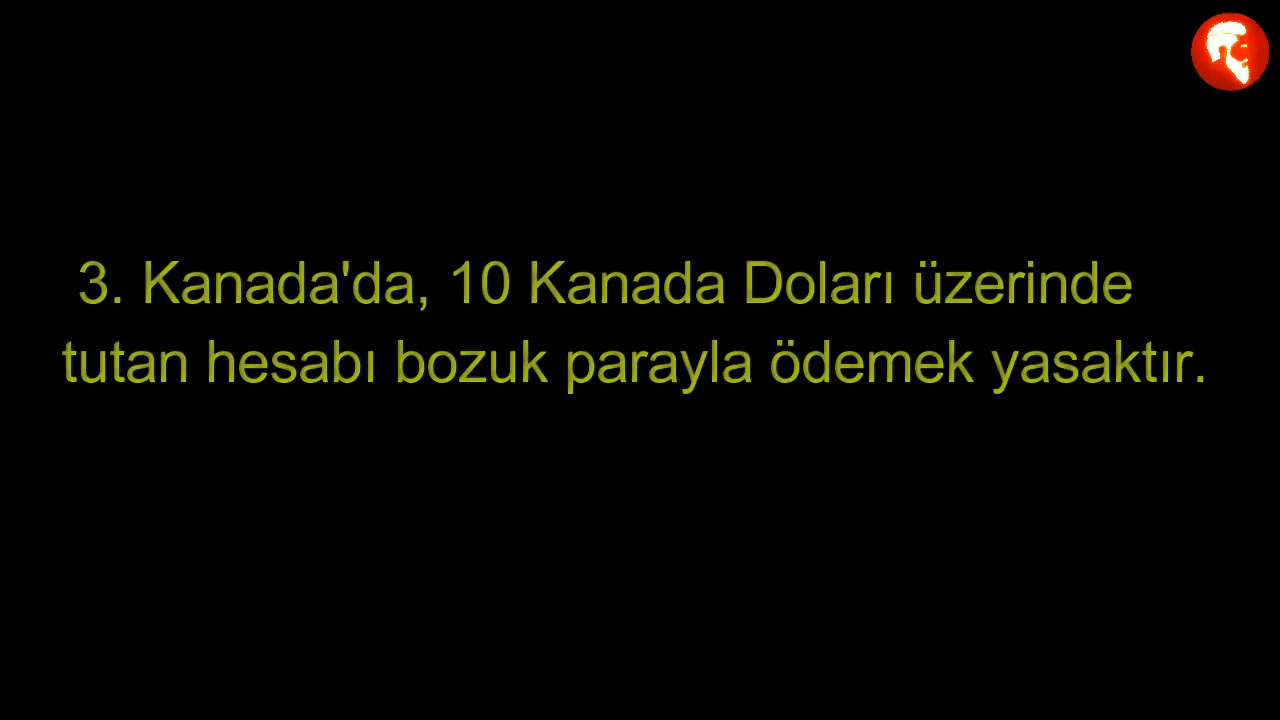 3. Kanada'da, 10 Kanada Doları üzerinde
tutan hesabı bozuk parayla ödemek yasaktır.